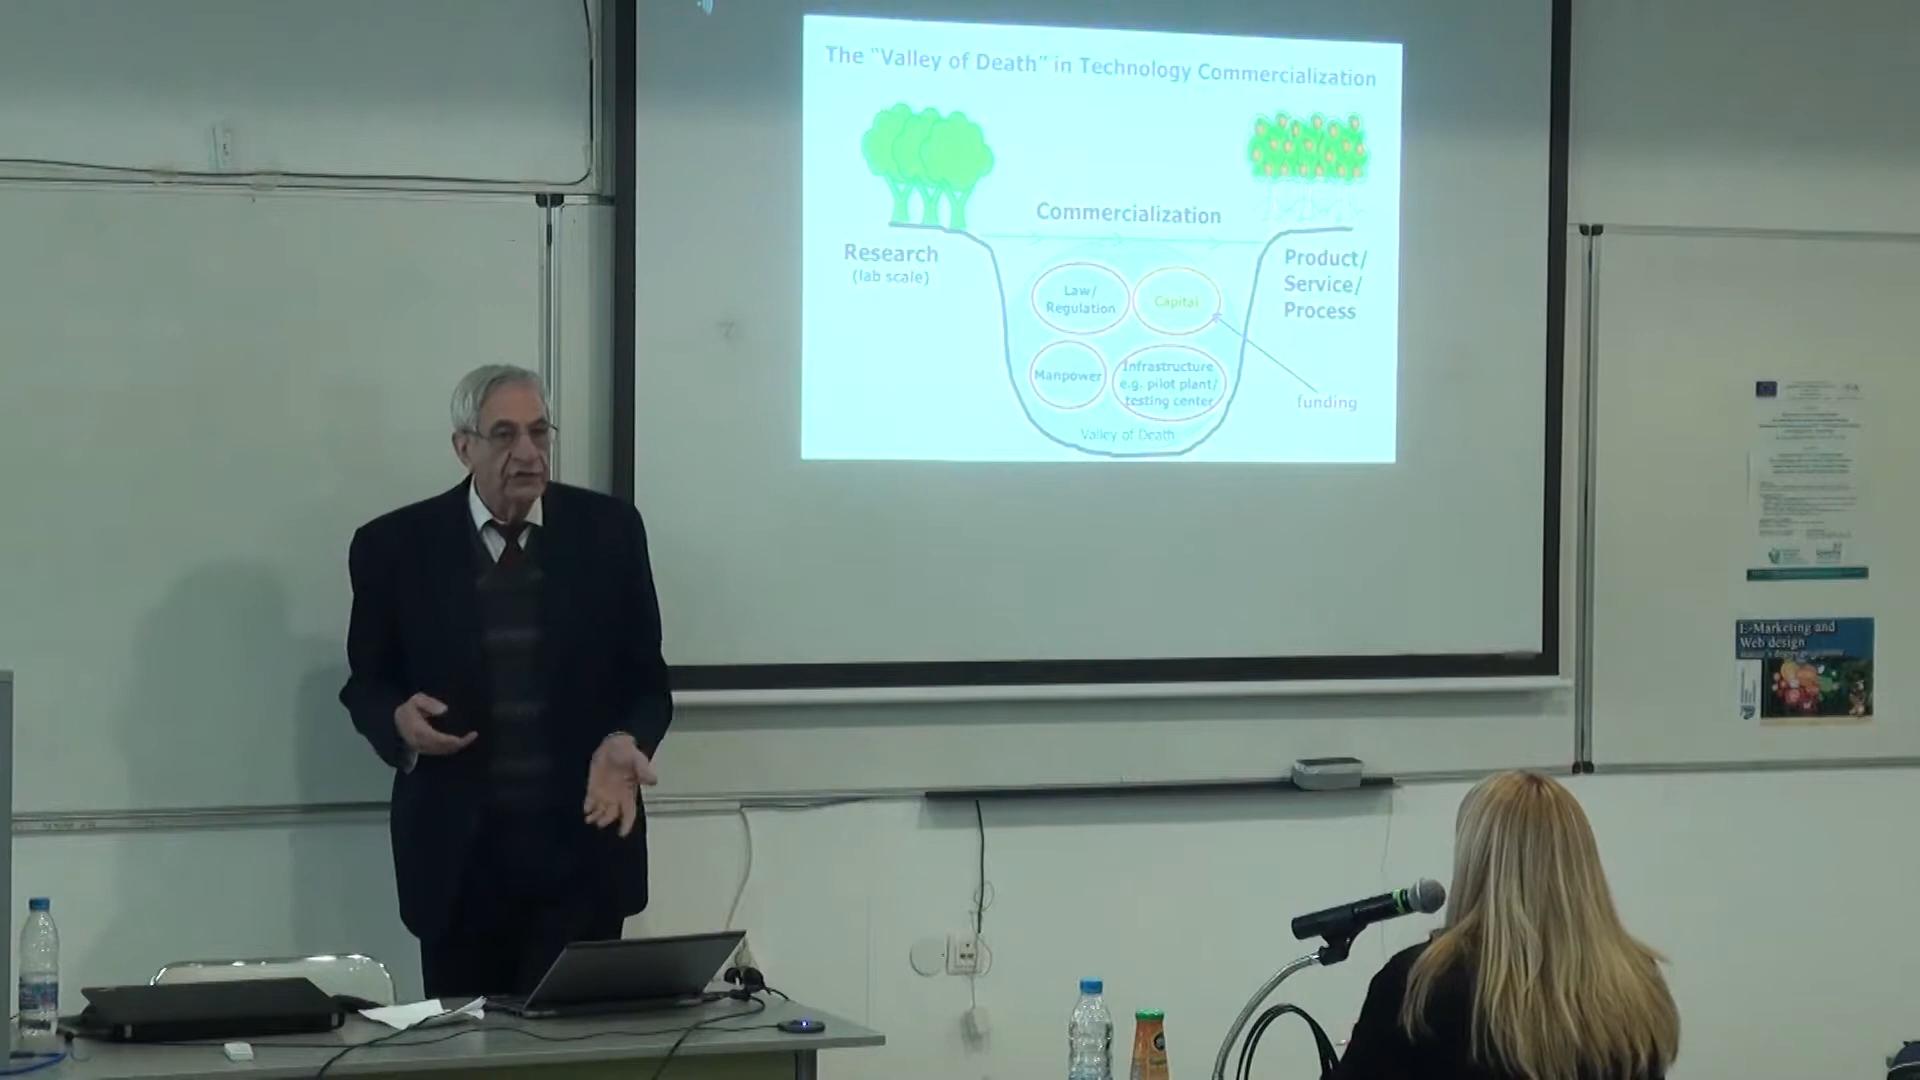 The "Valley of Death" in Technology Commercialization
Commercialization
Research
(lab scale)
Product/
Service/
Process
Law/
Regulation
Capital
Manpower
Infrastructure
e.g. pilot plant/
testing center
funding
Valley of Death
E-Marketing and
Web design